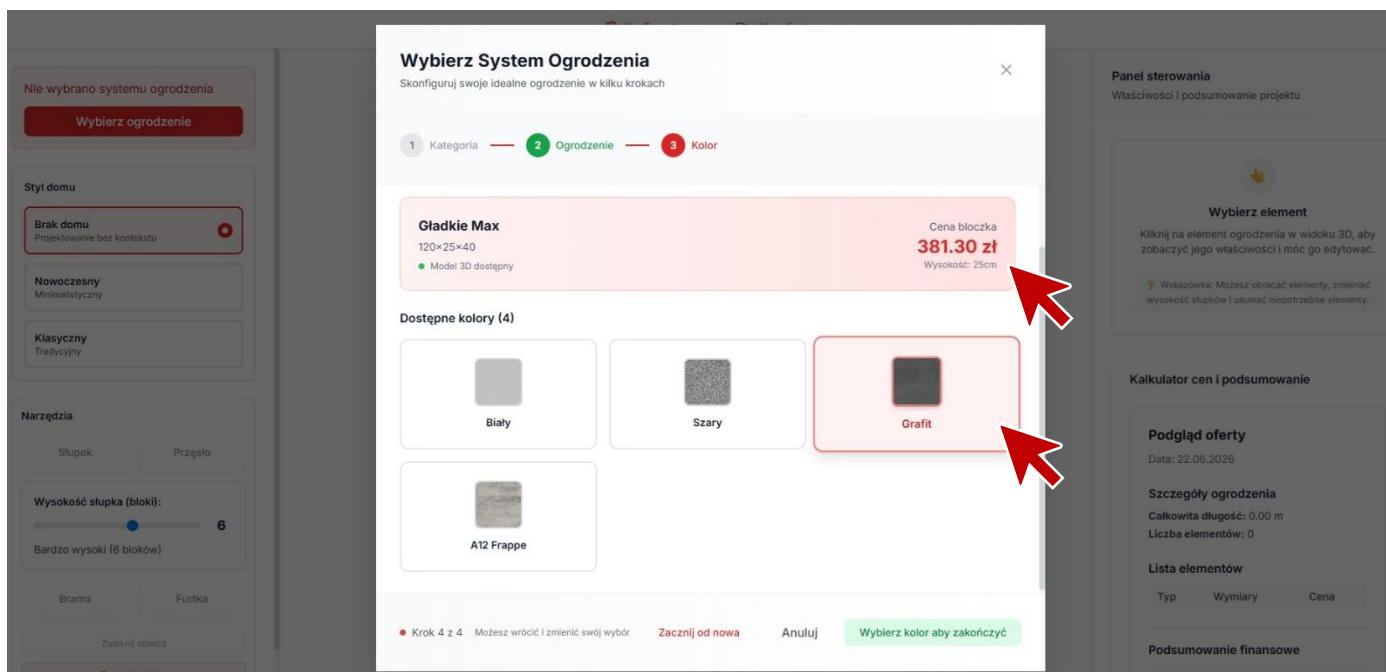 Nie wybrano systemu ogrodzenia
Wybierz ogrodzenie
Styl domu
Brak domu
Projektowanie bez kontekstu
Nowoczesny
Minimalistyczny
Klasyczny
Tradycyjny
Narzędzia
Słupek Przęsło
Wysokość słupka (bloki):
6
Bardzo wysoki (6 bloków)
Brama Furtka
Zamknij obwód
Wybierz System Ogrodzenia
Skonfiguruj swoje idealne ogrodzenie w kilku krokach
1 Kategoria 2 Ogrodzenie 3 Kolor
Gładkie Max
120×25×40
Model 3D dostępny
Cena bloczka
381.30 zł
Wysokość: 25cm
Dostępne kolory (4)
Biały Szary Grafit
A12 Frappe
Krok 4 z 4 Możesz wrócić i zmienić swój wybór Zacznij od nowa Anuluj Wybierz kolor aby zakończyć
Panel sterowania
Właściwości i podsumowanie projektu
Wybierz element
Kliknij na element ogrodzenia w widoku 3D, aby
zobaczyć jego właściwości i móc go edytować.
Wskazówka: Możesz obracać elementy, zmieniać
wysokość słupków i usuwać niepotrzebne elementy.
Kalkulator cen i podsumowanie
Podgląd oferty
Data: 22.06.2026
Szczegóły ogrodzenia
Całkowita długość: 0.00 m
Liczba elementów: 0
Lista elementów
Typ Wymiary Cena
Podsumowanie finansowe